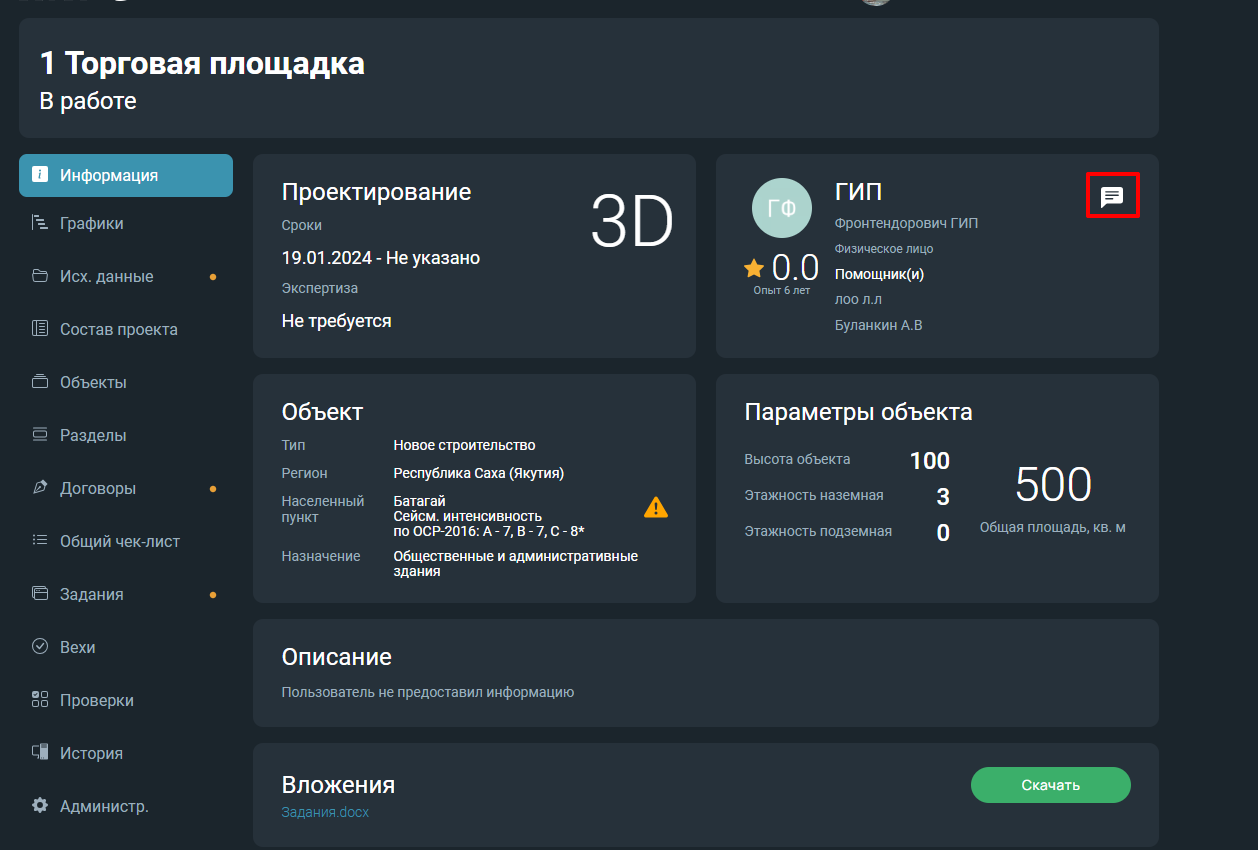 1 Торговая площадка
В работе
Информация
Графики
Исх. данные
Состав проекта
Объекты
Разделы
Договоры
Общий чек-лист
Задания
Вехи
Проверки
История
Администр.
Проектирование
Сроки
19.01.2024 - Не указано
Экспертиза
Не требуется
3D
ГФ
0.0
Опыт 6 лет
ГИП
Фронтендорович ГИП
Физическое лицо
Помощник(и)
лоо л.л
Буланкин А.В
Объект
Тип Новое строительство
Регион Республика Саха (Якутия)
Населенный пункт Батагай
Сейсм. интенсивность
по ОСР-2016: A - 7, B - 7, C - 8*
Назначение Общественные и административные
здания
Параметры объекта
Высота объекта 100
Этажность наземная 3
Этажность подземная 0
500
Общая площадь, кв. м
Описание
Пользователь не предоставил информацию
Вложения
Задания.docx
Скачать